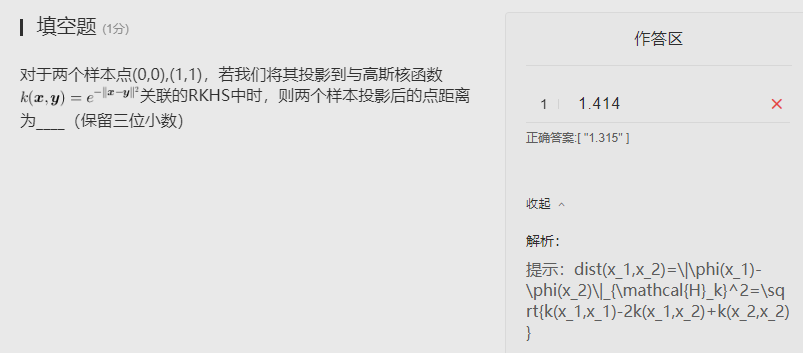 填空题 (1分)
对于两个样本点(0,0),(1,1)，若我们将其投影到与高斯核函数
k(x, y) = e^{-‖x-y‖²}关联的RKHS中时，则两个样本投影后的点距离
为____（保留三位小数）
作答区
1 1.414 ×
正确答案:[ "1.315" ]
收起
解析：
提示：dist(x_1,x_2)=\|\phi(x_1)-
\phi(x_2)\|_{\mathcal{H}_k}^2=\sq
rt{k(x_1,x_1)-2k(x_1,x_2)+k(x_2,x_2)
}